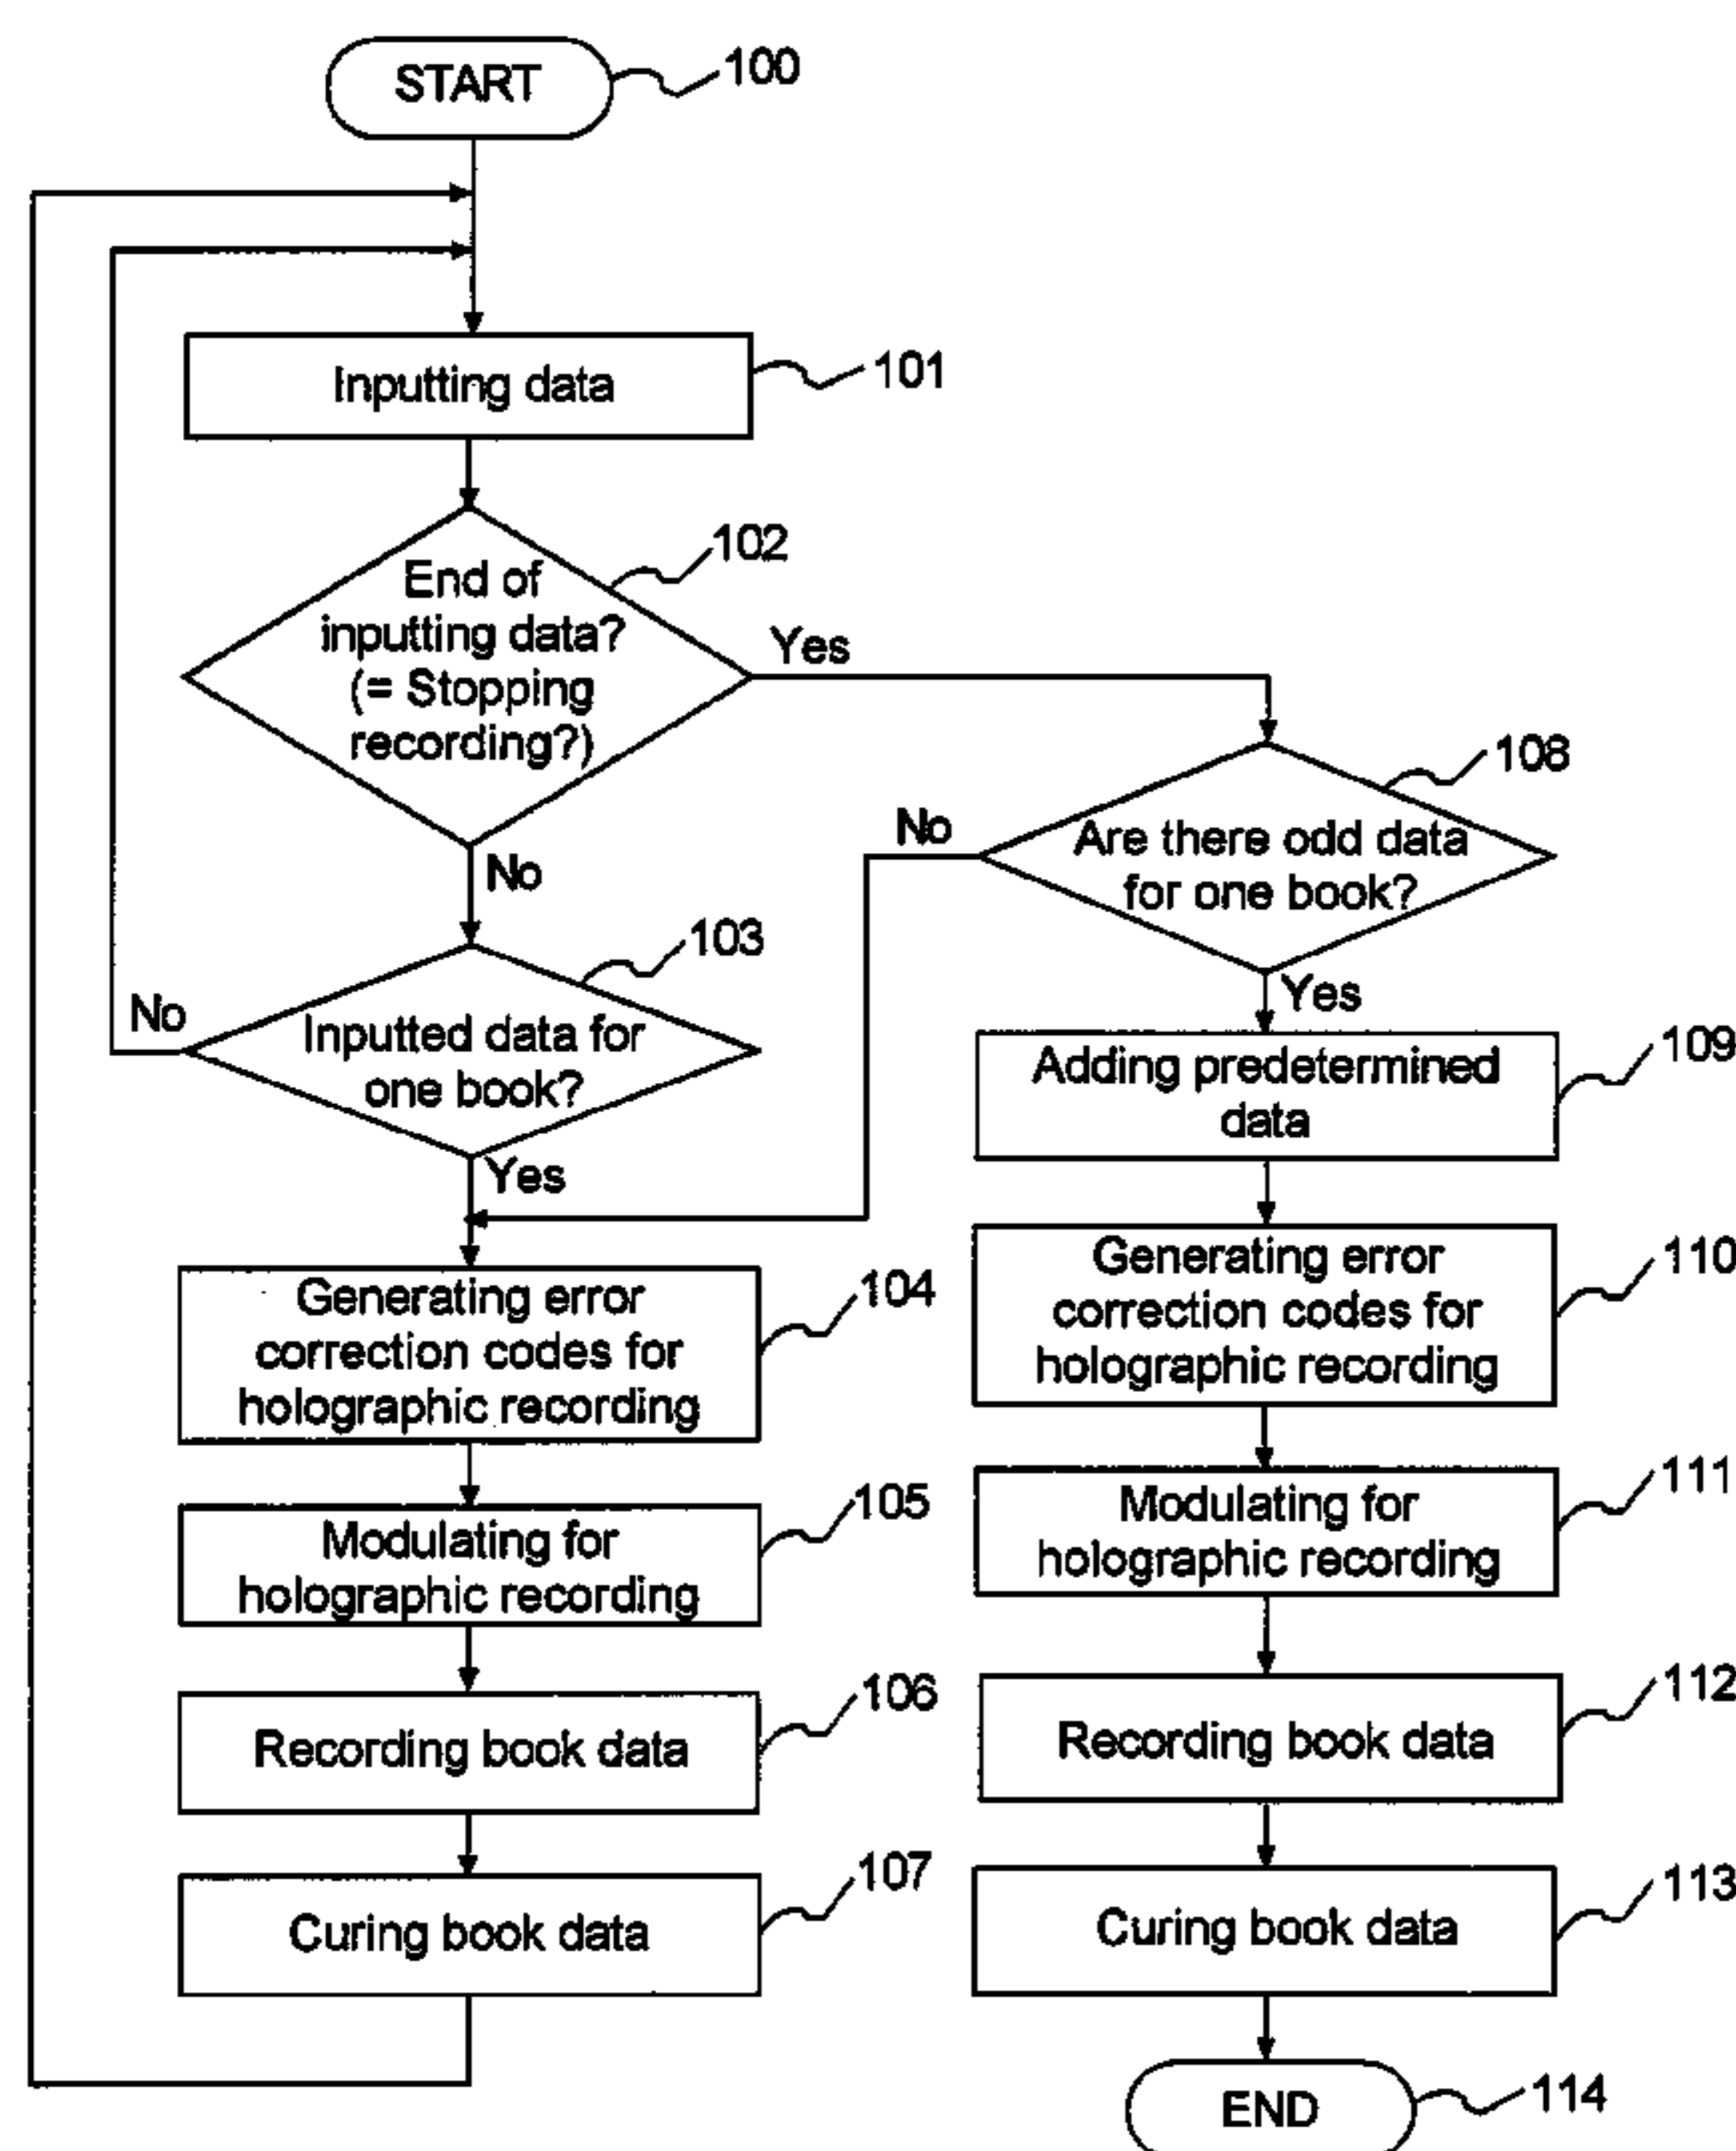 START
100
Inputting data
101
End of
inputting data?
(= Stopping
recording?)
102
Yes
No
Inputted data for
one book?
103
No
Yes
Generating error
correction codes for
holographic recording
104
Modulating for
holographic recording
105
Recording book data
106
Curing book data
107
Are there odd data
for one book?
108
No
Yes
Adding predetermined
data
109
Generating error
correction codes for
holographic recording
110
Modulating for
holographic recording
111
Recording book data
112
Curing book data
113
END
114